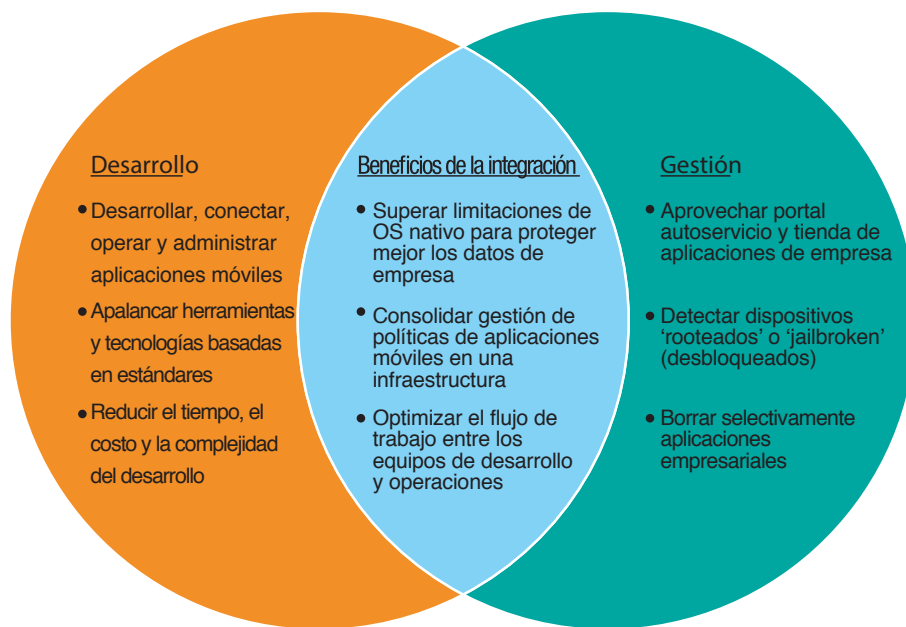 Desarrollo
• Desarrollar, conectar,
operar y administrar
aplicaciones móviles
• Apalancar herramientas
y tecnologías basadas
en estándares
• Reducir el tiempo, el
costo y la complejidad
del desarrollo
Beneficios de la integración
• Superar limitaciones de
OS nativo para proteger
mejor los datos de
empresa
• Consolidar gestión de
políticas de aplicaciones
móviles en una
infraestructura
• Optimizar el flujo de
trabajo entre los
equipos de desarrollo
y operaciones
Gestión
• Aprovechar portal
autoservicio y tienda de
aplicaciones de empresa
• Detectar dispositivos
‘rooteados’ o ‘jailbroken’
(desbloqueados)
• Borrar selectivamente
aplicaciones
empresariales